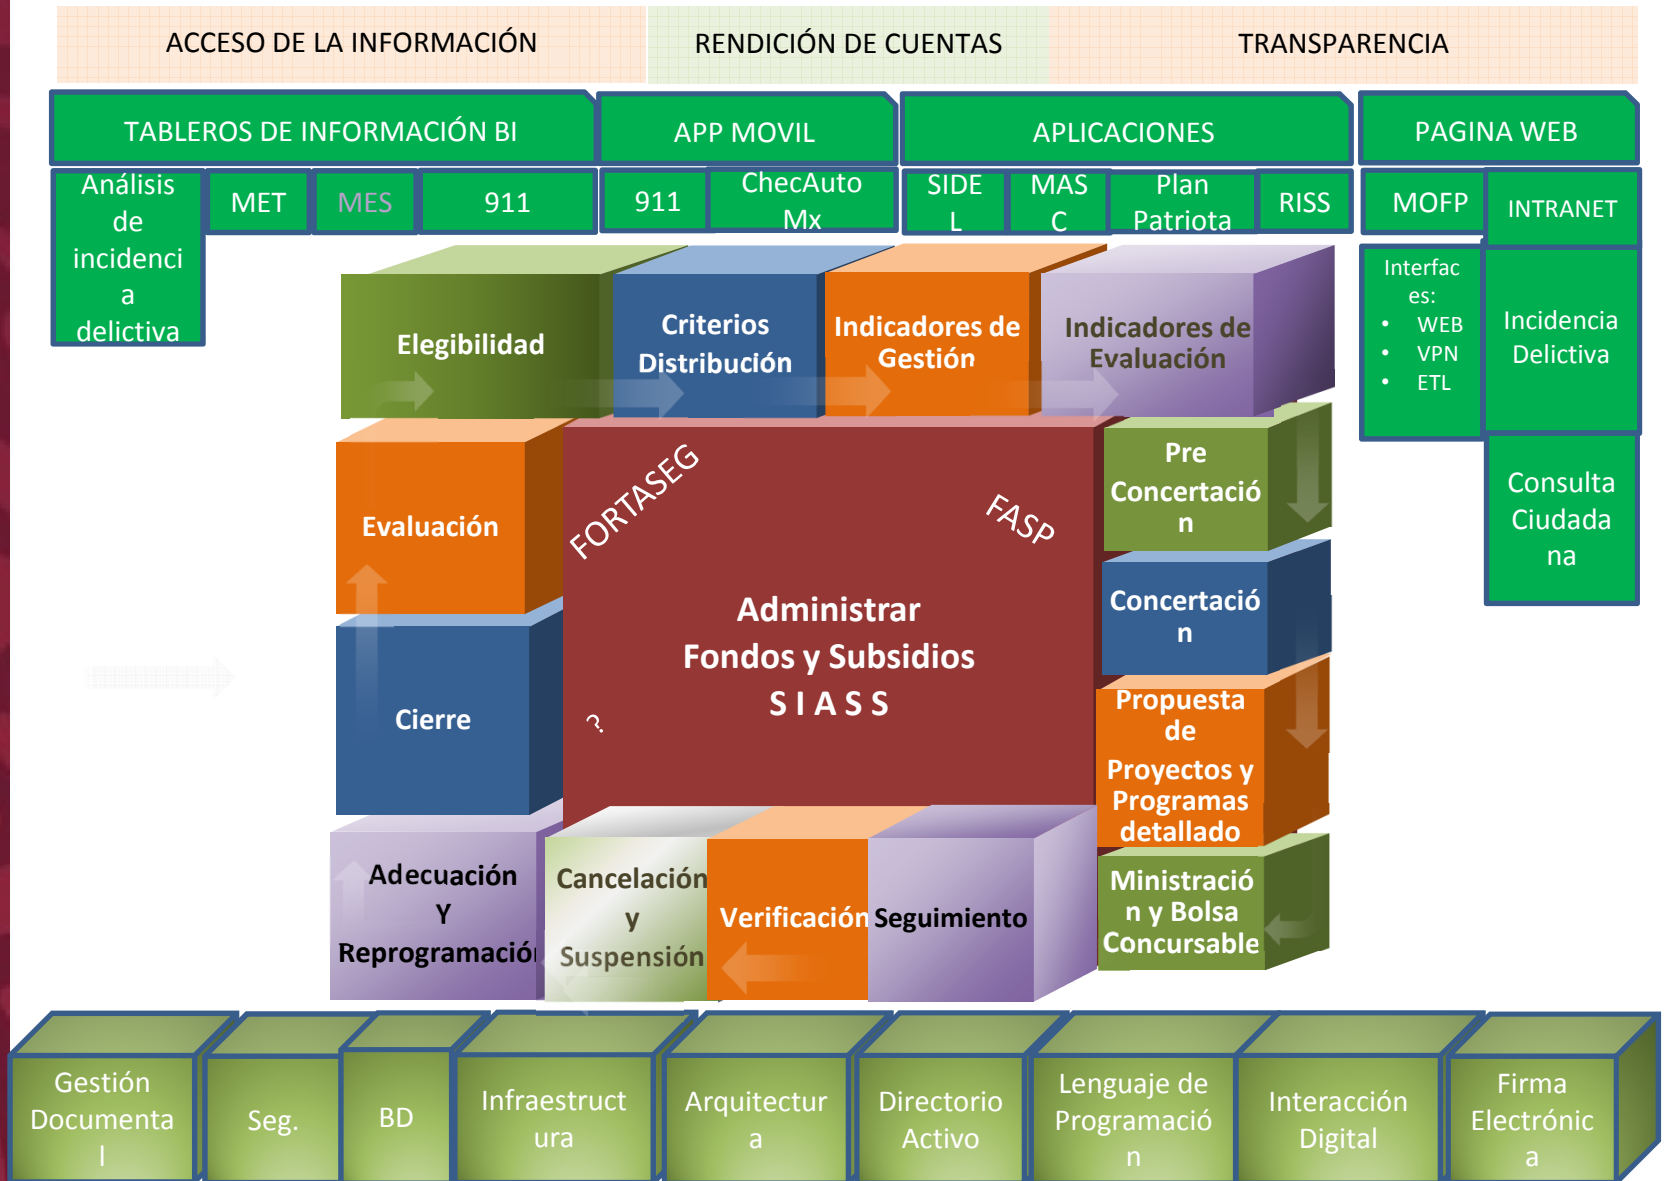 ACCESO DE LA INFORMACIÓN
RENDICIÓN DE CUENTAS
TRANSPARENCIA
TABLEROS DE INFORMACIÓN BI
APP MOVIL
APLICACIONES
PAGINA WEB
Análisis
de
incidenci
a
delictiva
MET
MES
911
911
ChecAuto
Mx
SIDE
L
MAS
C
Plan
Patriota
RISS
MOFP
INTRANET
Interfac
es:
• WEB
• VPN
• ETL
Incidencia
Delictiva
Consulta
Ciudada
na
Elegibilidad
Criterios
Distribución
Indicadores de
Gestión
Indicadores de
Evaluación
Evaluación
FORTASEG
FASP
Pre
Concertació
n
Administrar
Fondos y Subsidios
S I A S S
?
Concertació
n
Cierre
Propuesta
de
Proyectos y
Programas
detallado
Adecuación
Y
Reprogramación
Cancelación
y
Suspensión
Verificación
Seguimiento
Ministració
n y Bolsa
Concursable
Gestión
Documenta
l
Seg.
BD
Infraestruct
ura
Arquitectur
a
Directorio
Activo
Lenguaje de
Programació
n
Interacción
Digital
Firma
Electrónic
a